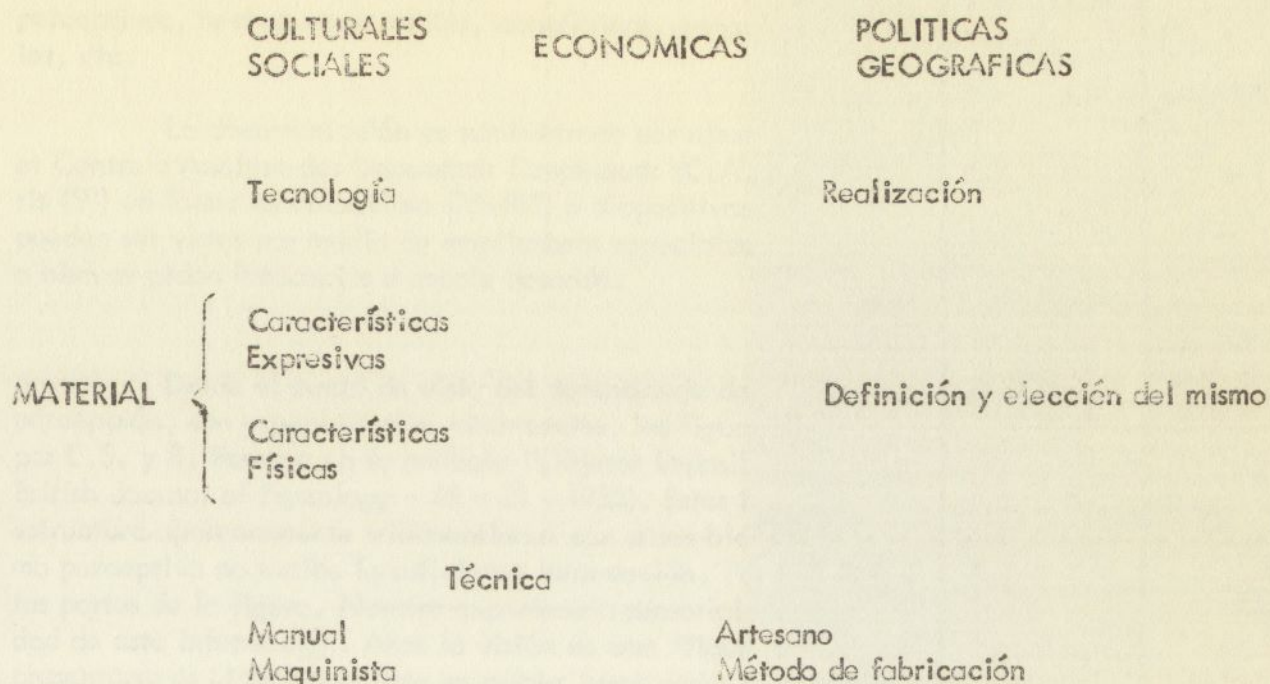 CULTURALES ECONOMICAS POLITICAS
SOCIALES GEOGRAFICAS
Tecnología Realización
Características
Expresivas
MATERIAL Definición y elección del mismo
Características
Físicas
Técnica
Manual Artesano
Maquinista Método de fabricación